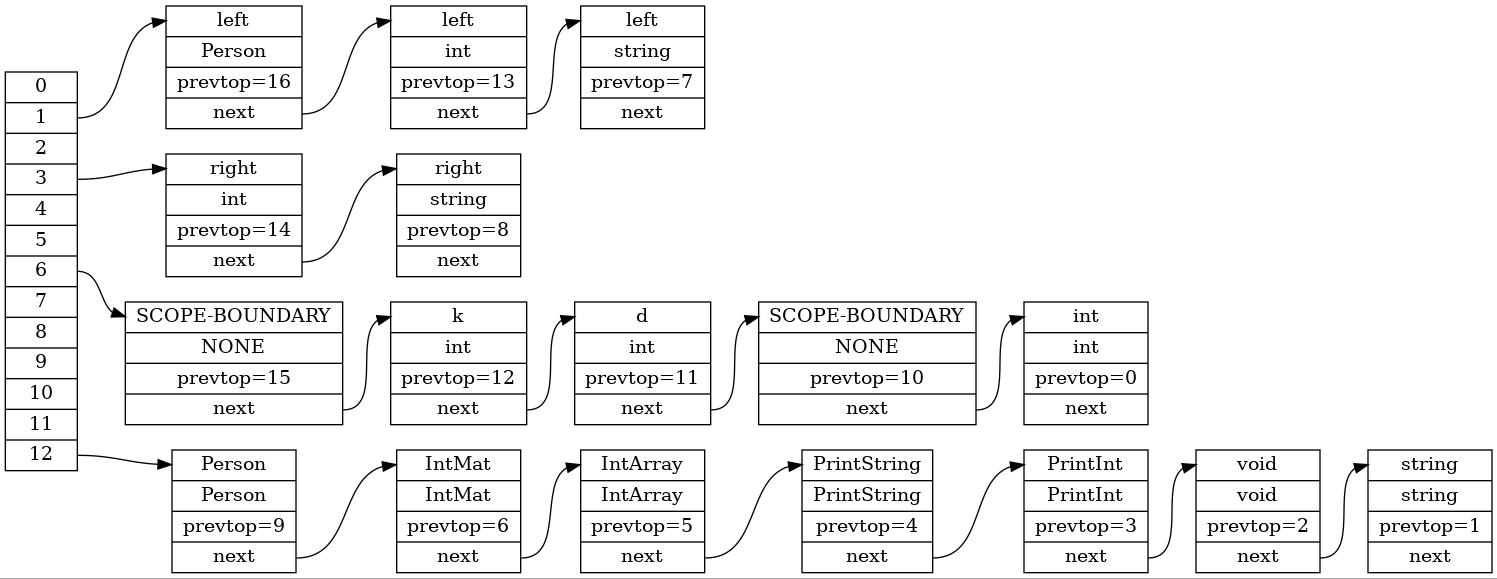 0
1
2
3
4
5
6
7
8
9
10
11
12
left
Person
prevtop=16
next
left
int
prevtop=13
next
left
string
prevtop=7
next
right
int
prevtop=14
next
right
string
prevtop=8
next
SCOPE-BOUNDARY
NONE
prevtop=15
next
k
int
prevtop=12
next
d
int
prevtop=11
next
SCOPE-BOUNDARY
NONE
prevtop=10
next
int
int
prevtop=0
next
Person
Person
prevtop=9
next
IntMat
IntMat
prevtop=6
next
IntArray
IntArray
prevtop=5
next
PrintString
PrintString
prevtop=4
next
PrintInt
PrintInt
prevtop=3
next
void
void
prevtop=2
next
string
string
prevtop=1
next